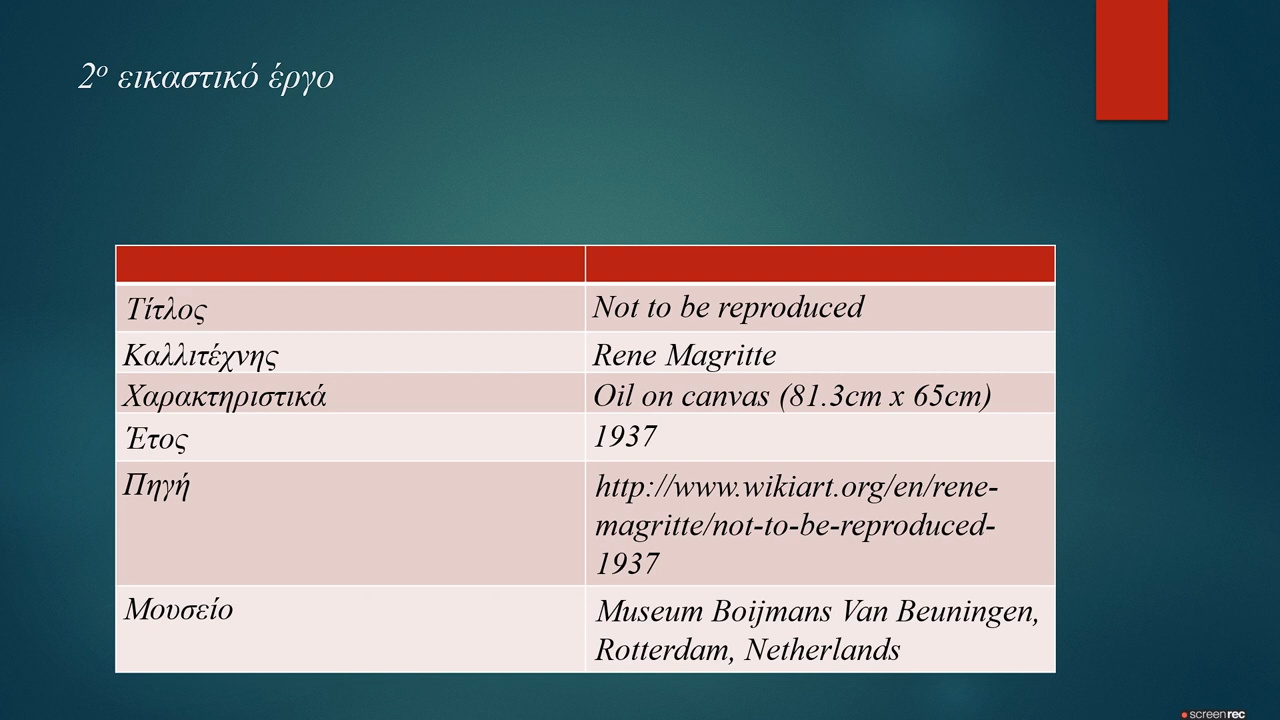 2ο εικαστικό έργο
Τίτλος
Not to be reproduced
Καλλιτέχνης
Rene Magritte
Χαρακτηριστικά
Oil on canvas (81.3cm x 65cm)
Έτος
1937
Πηγή
http://www.wikiart.org/en/rene-
magritte/not-to-be-reproduced-
1937
Μουσείο
Museum Boijmans Van Beuningen,
Rotterdam, Netherlands
screenrec